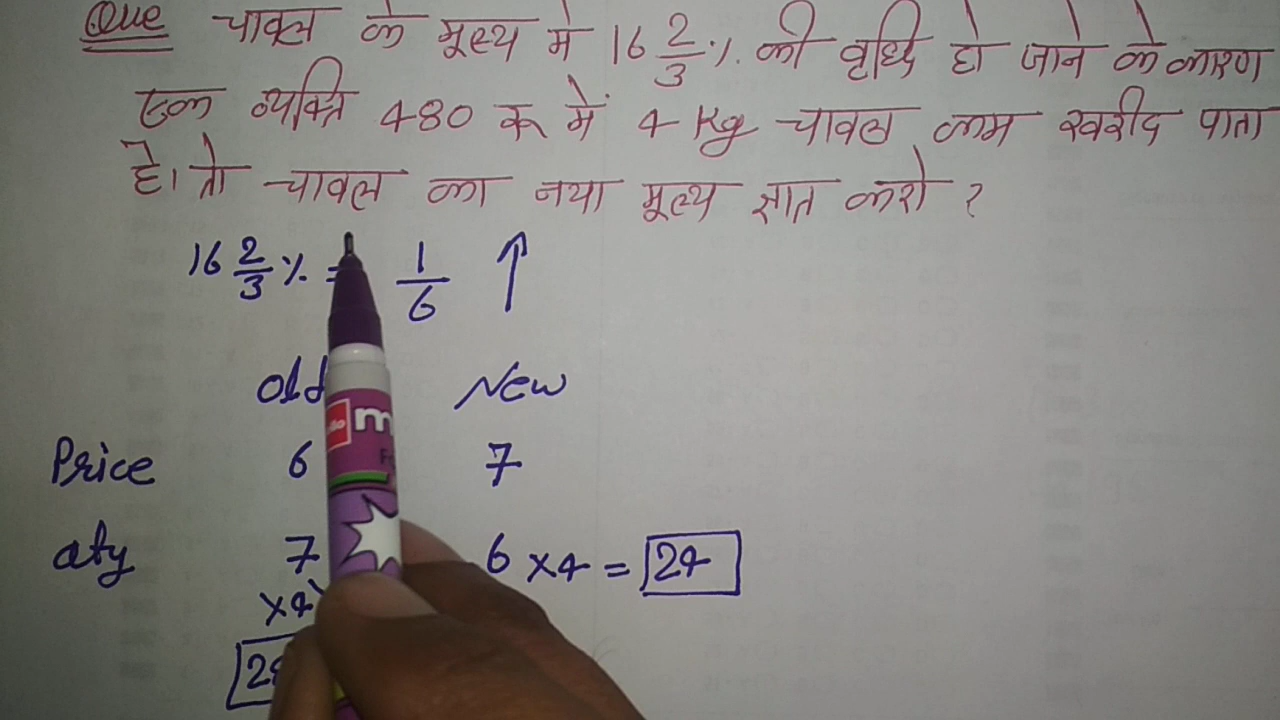 Que चावल के मूल्य में 16 2/3 % की वृध्दि हो जाने के कारण
एक व्यक्ति 480 रू में 4 Kg चावल कम खरीद पाता
है। तो चावल का नया मूल्य ज्ञात करो ?
16 2/3 % = 1/6 ↑
Old New
Price 6 7
qty 7 6 × 4 = 24
×4